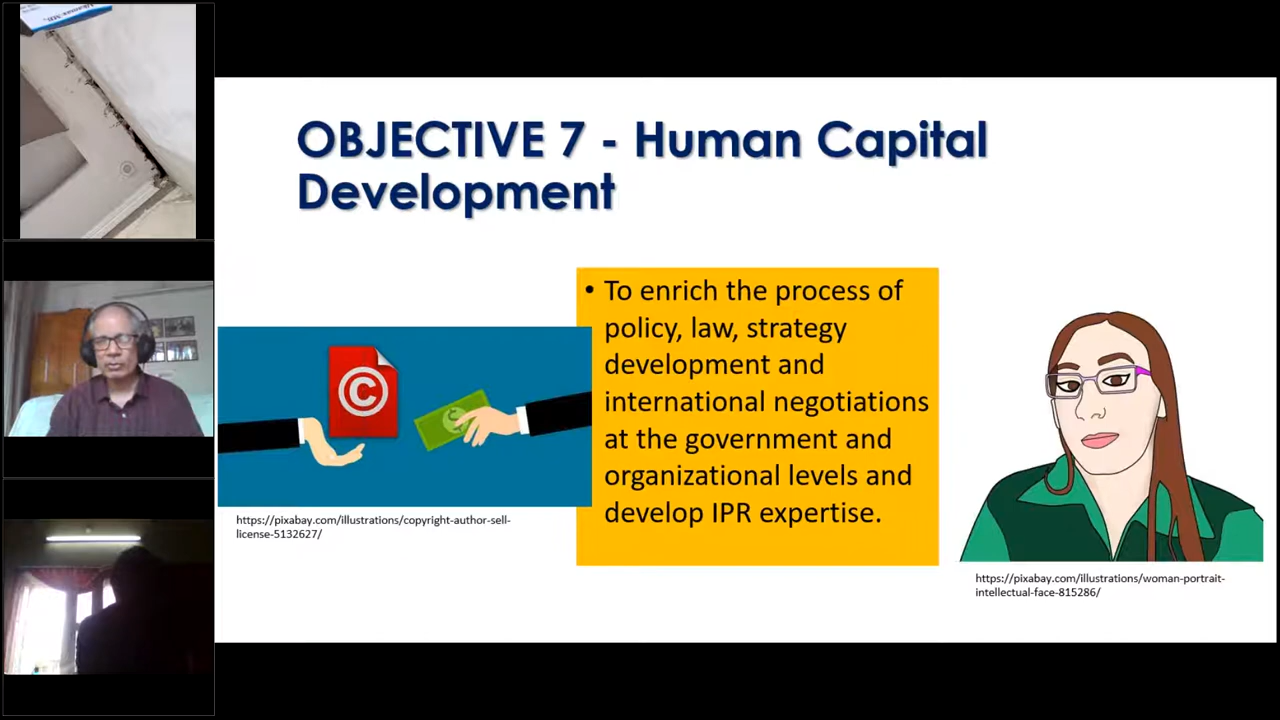 OBJECTIVE 7 - Human Capital
Development
• To enrich the process of
policy, law, strategy
development and
international negotiations
at the government and
organizational levels and
develop IPR expertise.
©
$
https://pixabay.com/illustrations/copyright-author-sell-
license-5132627/
https://pixabay.com/illustrations/woman-portrait-
intellectual-face-815286/